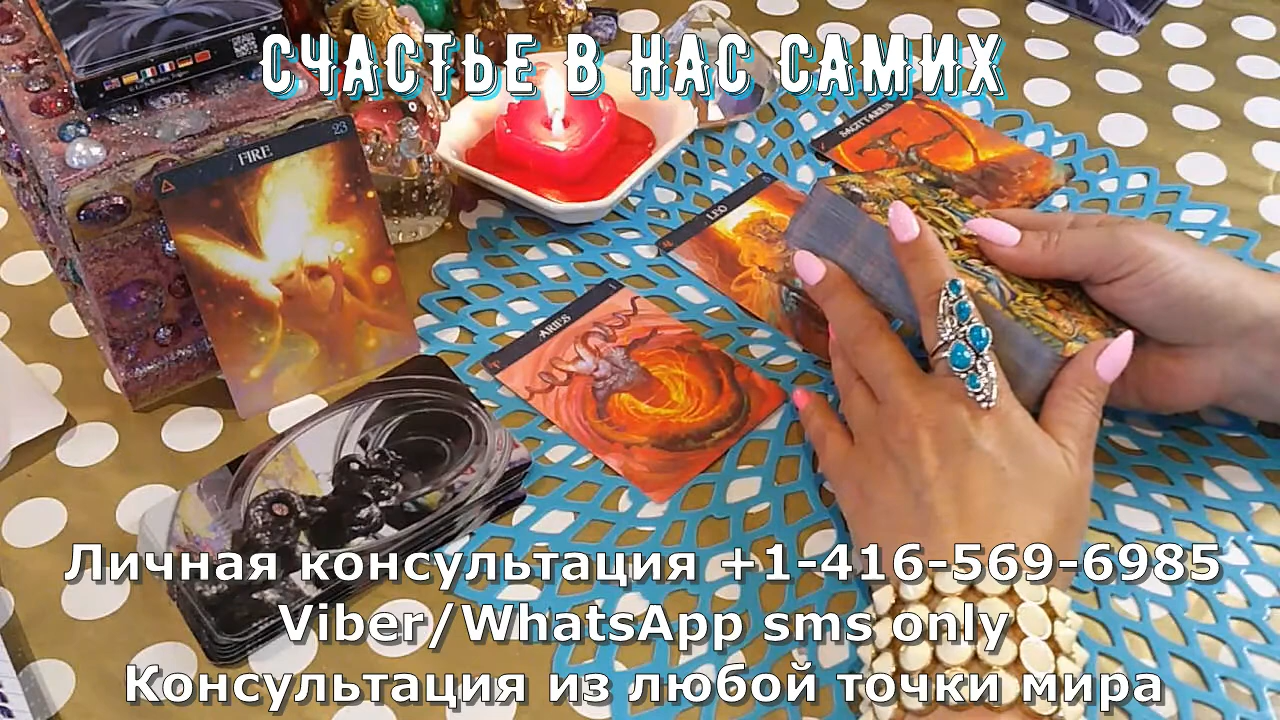 СЧАСТЬЕ В НАС САМИХ
23
FIRE
SAGITTARIUS
LEO
1
ARIES
Личная консультация +1-416-569-6985
Viber/WhatsApp sms only
Консультация из любой точки мира